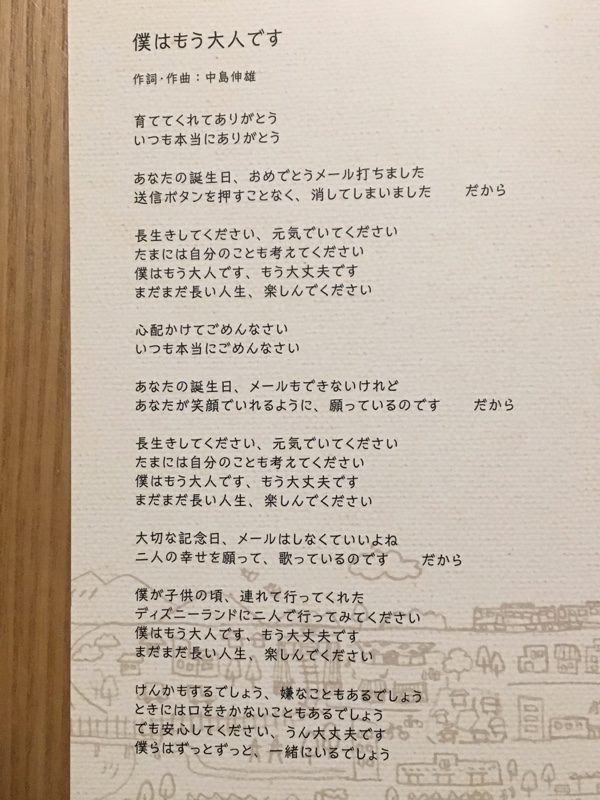 僕はもう大人です
作詞・作曲：中島伸雄
育ててくれてありがとう
いつも本当にありがとう
あなたの誕生日、おめでとうメール打ちました
送信ボタンを押すことなく、消してしまいました　　だから
長生きしてください、元気でいてください
たまには自分のことも考えてください
僕はもう大人です、もう大丈夫です
まだまだ長い人生、楽しんでください
心配かけてごめんなさい
いつも本当にごめんなさい
あなたの誕生日、メールもできないけれど
あなたが笑顔でいれるように、願っているのです　　だから
長生きしてください、元気でいてください
たまには自分のことも考えてください
僕はもう大人です、もう大丈夫です
まだまだ長い人生、楽しんでください
大切な記念日、メールはしなくていいよね
二人の幸せを願って、歌っているのです　　だから
僕が子供の頃、連れて行ってくれた
ディズニーランドに二人で行ってみてください
僕はもう大人です、もう大丈夫です
まだまだ長い人生、楽しんでください
けんかもするでしょう、嫌なこともあるでしょう
ときには口をきかないこともあるでしょう
でも安心してください、うん大丈夫です
僕らはずっとずっと、一緒にいるでしょう